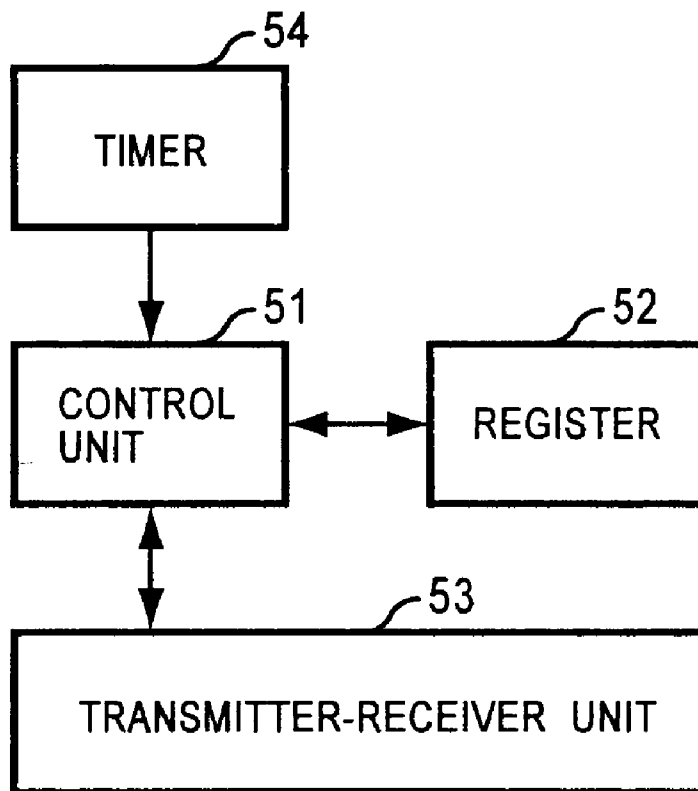 54
TIMER
51
CONTROL
UNIT
52
REGISTER
53
TRANSMITTER-RECEIVER UNIT